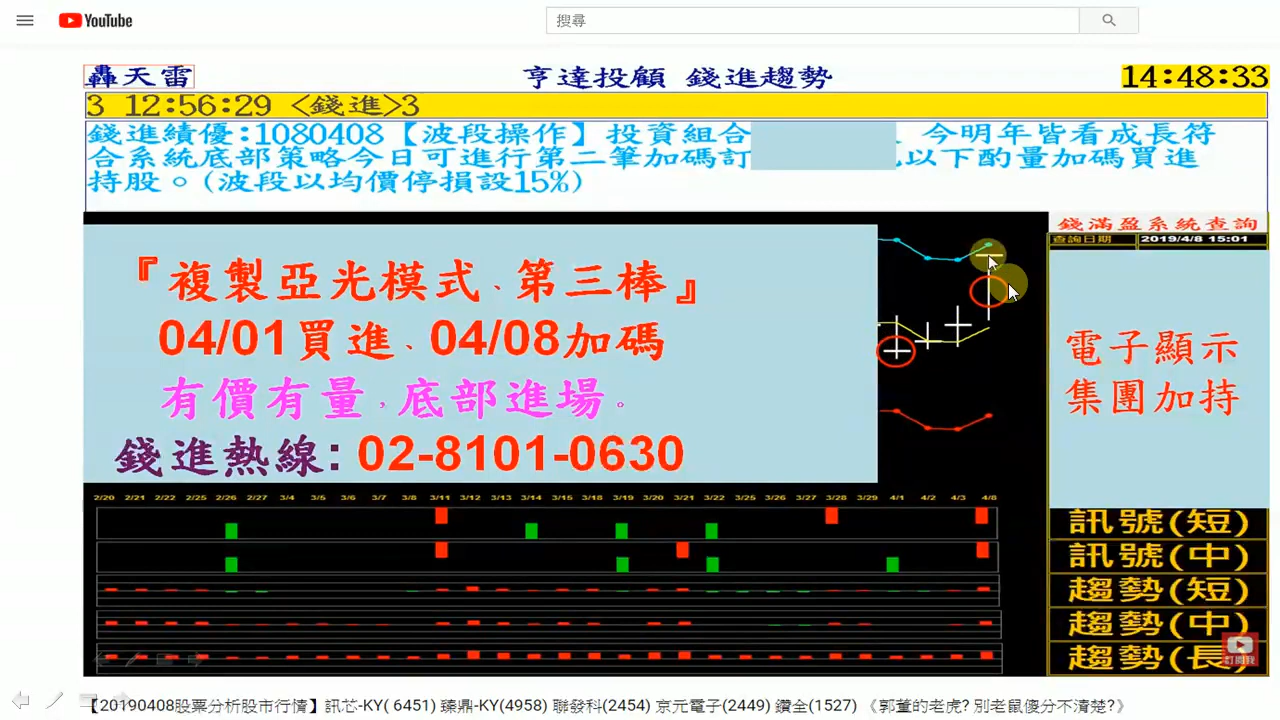 YouTube
搜尋
轟天雷
亨達投顧 錢進趨勢
14:48:33
3 12:56:29 <錢進>3
錢進績優:1080408【波段操作】投資組合 今明年皆看成長符
合系統底部策略今日可進行第二筆加碼訂 以下酌量加碼買進
持股。(波段以均價停損設15%)
錢滿盈系統查詢
查詢日期 2019/4/8 15:01
『複製亞光模式、第三棒』
04/01買進、04/08加碼
有價有量,底部進場。
錢進熱線: 02-8101-0630
電子顯示
集團加持
2/20 2/21 2/22 2/25 2/26 2/27 3/4 3/5 3/6 3/7 3/8 3/11 3/12 3/13 3/14 3/15 3/18 3/19 3/20 3/21 3/22 3/25 3/26 3/27 3/28 3/29 4/1 4/2 4/3 4/8
訊號(短)
訊號(中)
趨勢(短)
趨勢(中)
趨勢(長)
訂閱我
【20190408股票分析股市行情】訊芯-KY( 6451) 臻鼎-KY(4958) 聯發科(2454) 京元電子(2449) 鑽全(1527) 《郭董的老虎? 別老鼠傻分不清楚?》